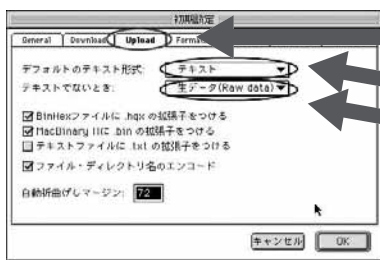 初期設定
General Download Upload
デフォルトのテキスト形式: テキスト
テキストでないとき: 生データ(Raw data)
BinHexファイルに .hqx の拡張子をつける
MacBinary IIに .bin の拡張子をつける
テキストファイルに .txt の拡張子をつける
ファイル・ディレクトリ名のエンコード
自動折曲げしマージン: 72
キャンセル OK